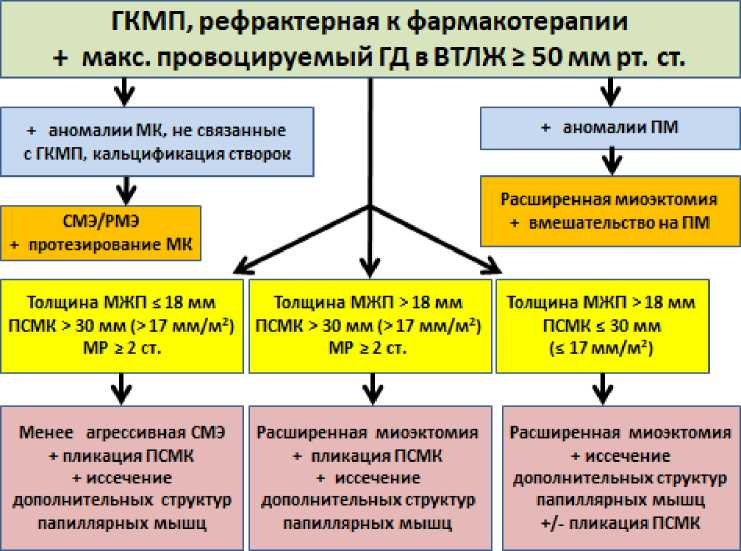 ГКМП, рефрактерная к фармакотерапии
+ макс. провоцируемый ГД в ВТЛЖ ≥ 50 мм рт. ст.
+ аномалии МК, не связанные
с ГКМП, кальцификация створок
+ аномалии ПМ
СМЭ/РМЭ
+ протезирование МК
Расширенная миоэктомия
+ вмешательство на ПМ
Толщина МЖП ≤ 18 мм
ПСМК > 30 мм (> 17 мм/м²)
МР ≥ 2 ст.
Толщина МЖП > 18 мм
ПСМК > 30 мм (> 17 мм/м²)
МР ≥ 2 ст.
Толщина МЖП > 18 мм
ПСМК ≤ 30 мм
(≤ 17 мм/м²)
Менее агрессивная СМЭ
+ пликация ПСМК
+ иссечение
дополнительных структур
папиллярных мышц
Расширенная миоэктомия
+ пликация ПСМК
+ иссечение
дополнительных структур
папиллярных мышц
Расширенная миоэктомия
+ иссечение
дополнительных структур
папиллярных мышц
+/- пликация ПСМК